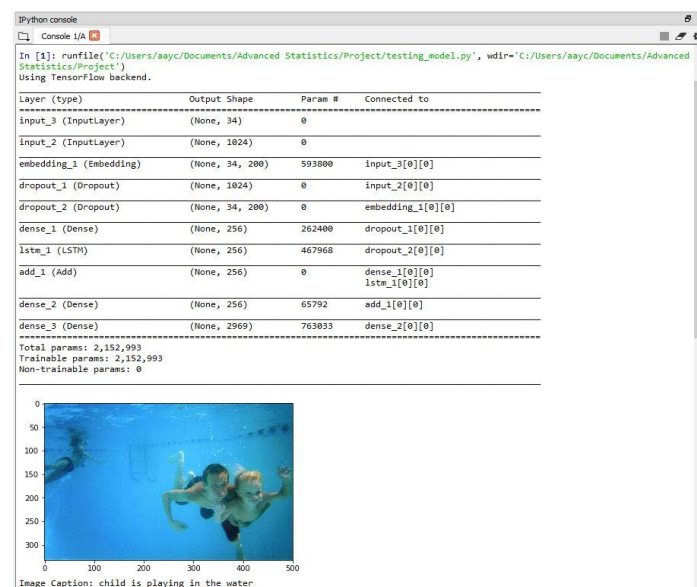 IPython console
Console 1/A
In [1]: runfile('C:/Users/aayc/Documents/Advanced Statistics/Project/testing_model.py', wdir='C:/Users/aayc/Documents/Advanced
Statistics/Project')
Using TensorFlow backend.
Layer (type) Output Shape Param # Connected to
input_3 (InputLayer) (None, 34) 0
input_2 (InputLayer) (None, 1024) 0
embedding_1 (Embedding) (None, 34, 200) 593800 input_3[0][0]
dropout_1 (Dropout) (None, 1024) 0 input_2[0][0]
dropout_2 (Dropout) (None, 34, 200) 0 embedding_1[0][0]
dense_1 (Dense) (None, 256) 262400 dropout_1[0][0]
lstm_1 (LSTM) (None, 256) 467968 dropout_2[0][0]
add_1 (Add) (None, 256) 0 dense_1[0][0]
lstm_1[0][0]
dense_2 (Dense) (None, 256) 65792 add_1[0][0]
dense_3 (Dense) (None, 2969) 763033 dense_2[0][0]
Total params: 2,152,993
Trainable params: 2,152,993
Non-trainable params: 0
0
50
100
150
200
250
300
0 100 200 300 400 500
Image Caption: child is playing in the water